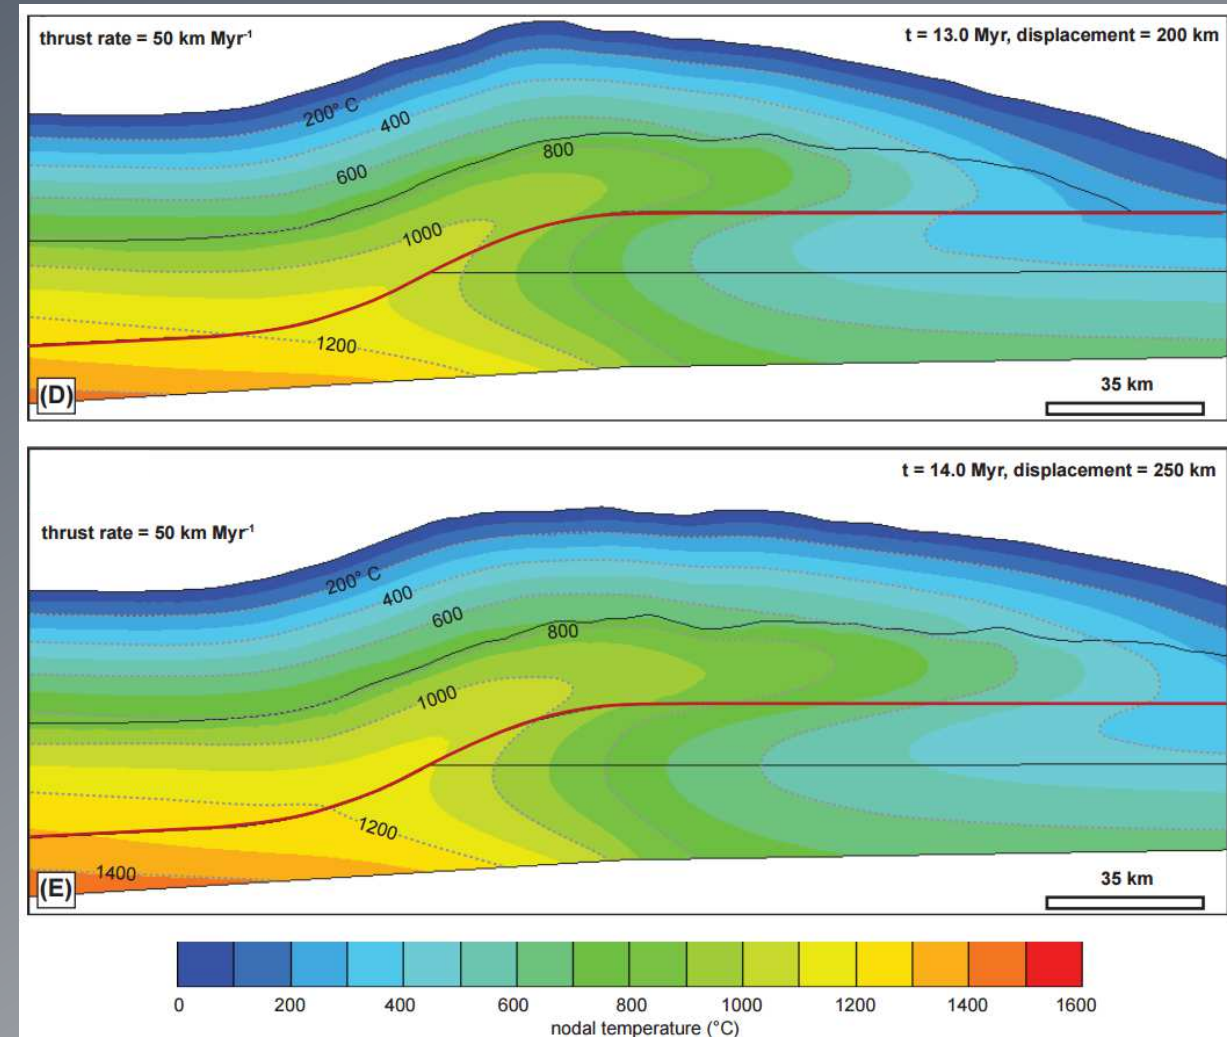 thrust rate = 50 km Myr⁻¹
t = 13.0 Myr, displacement = 200 km
200° C
400
600
800
1000
1200
35 km
(D)
t = 14.0 Myr, displacement = 250 km
thrust rate = 50 km Myr⁻¹
200° C
400
600
800
1000
1200
1400
35 km
(E)
0 200 400 600 800 1000 1200 1400 1600
nodal temperature (°C)